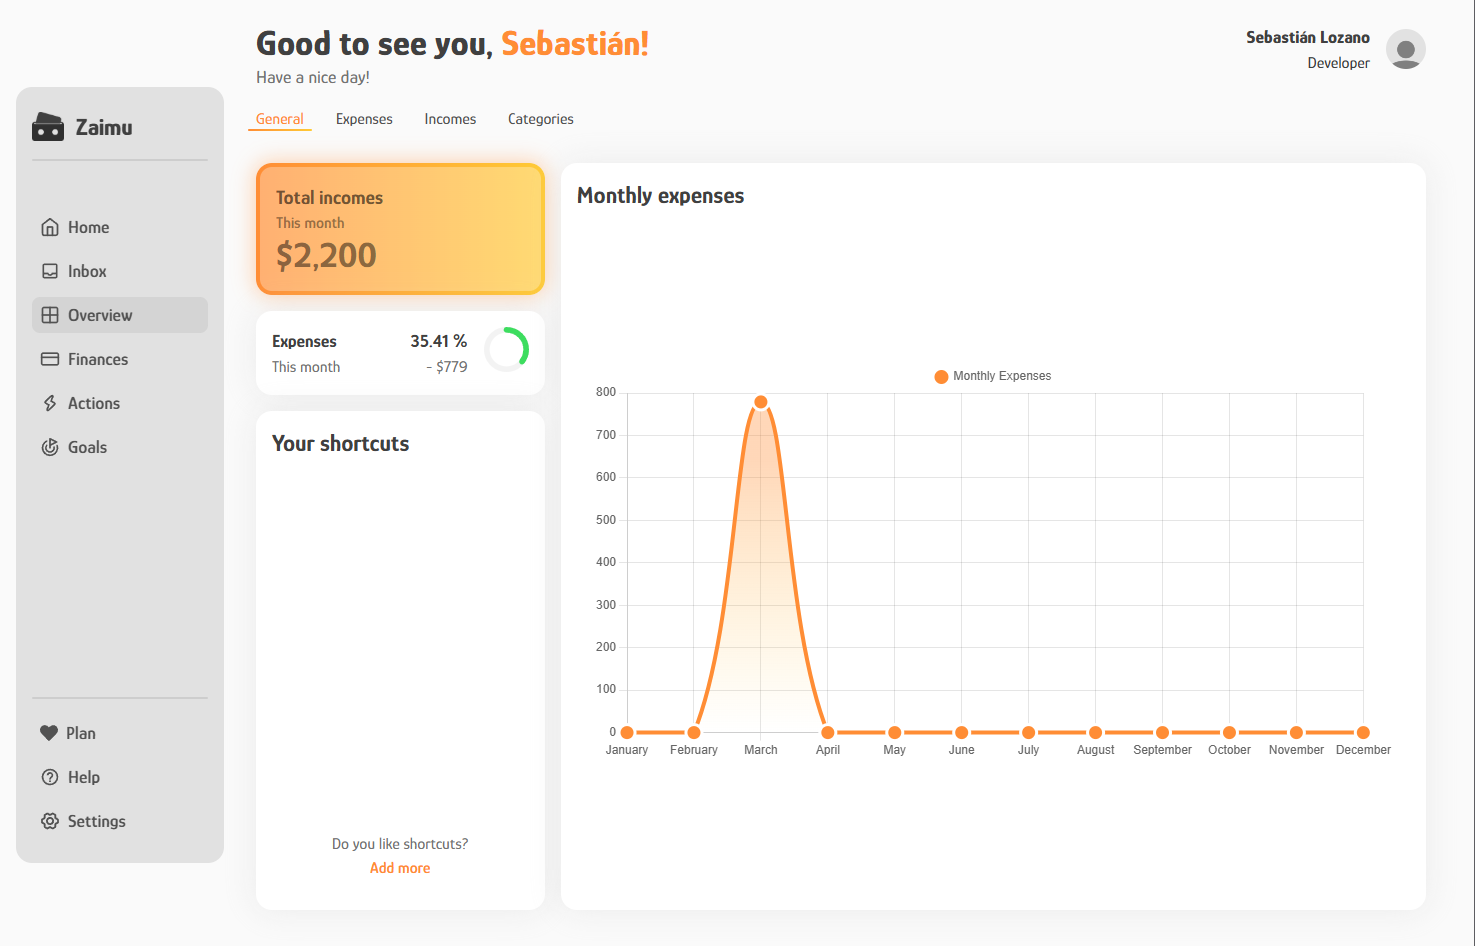 Good to see you, Sebastián!
Have a nice day!
Sebastián Lozano
Developer
Zaimu
Home
Inbox
Overview
Finances
Actions
Goals
Plan
Help
Settings
General Expenses Incomes Categories
Total incomes
This month
$2,200
Expenses 35.41 %
This month - $779
Your shortcuts
Do you like shortcuts?
Add more
Monthly expenses
Monthly Expenses
800
700
600
500
400
300
200
100
0
January February March April May June July August September October November December